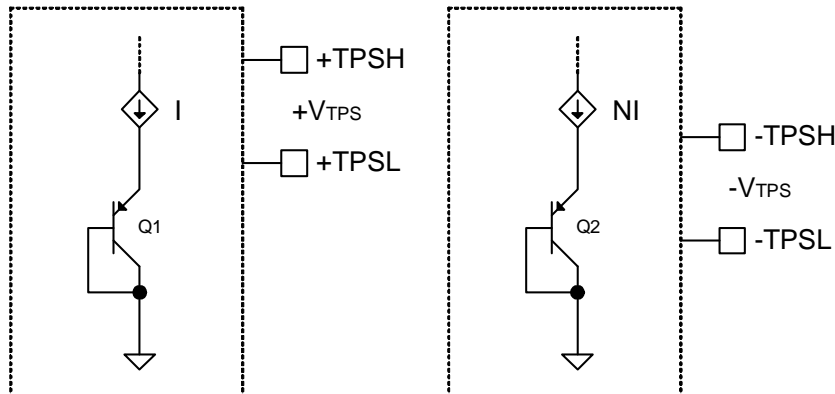 +TPSH
I
+VTPS
+TPSL
Q1
NI
-TPSH
-VTPS
Q2
-TPSL